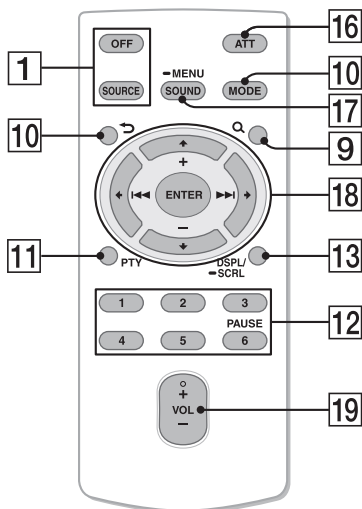 OFF
ATT
16
1
- MENU
10
SOURCE
SOUND
MODE
17
10
9
+
ENTER
18
-
11
PTY
DSPL/
- SCRL
13
1
2
3
12
PAUSE
4
5
6
+
VOL
19
-